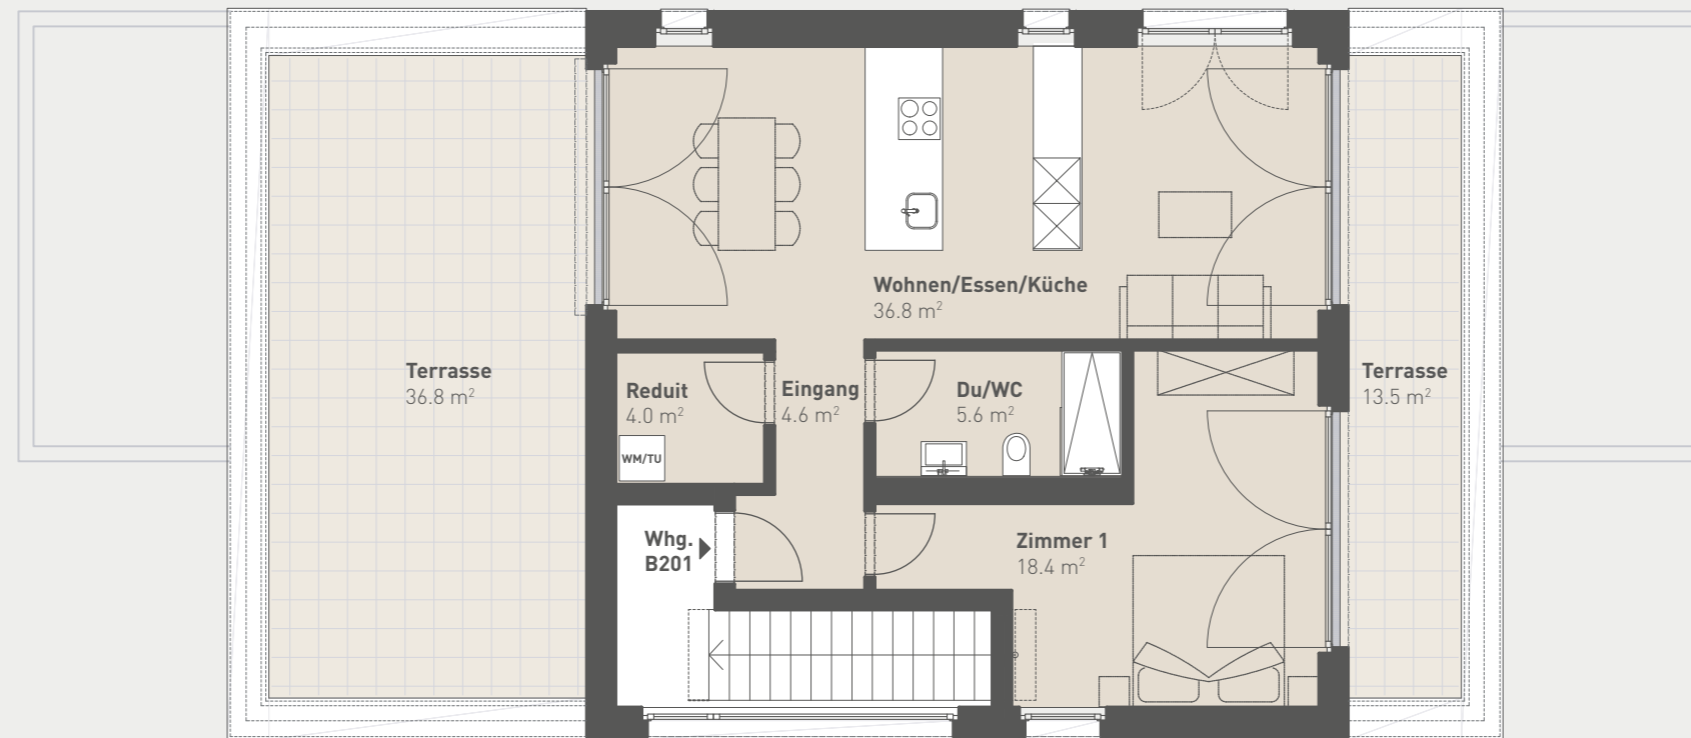 Wohnen/Essen/Küche
36.8 m²
Terrasse
36.8 m²
Reduit
4.0 m²
WM/TU
Eingang
4.6 m²
Du/WC
5.6 m²
Terrasse
13.5 m²
Whg.
B201
Zimmer 1
18.4 m²